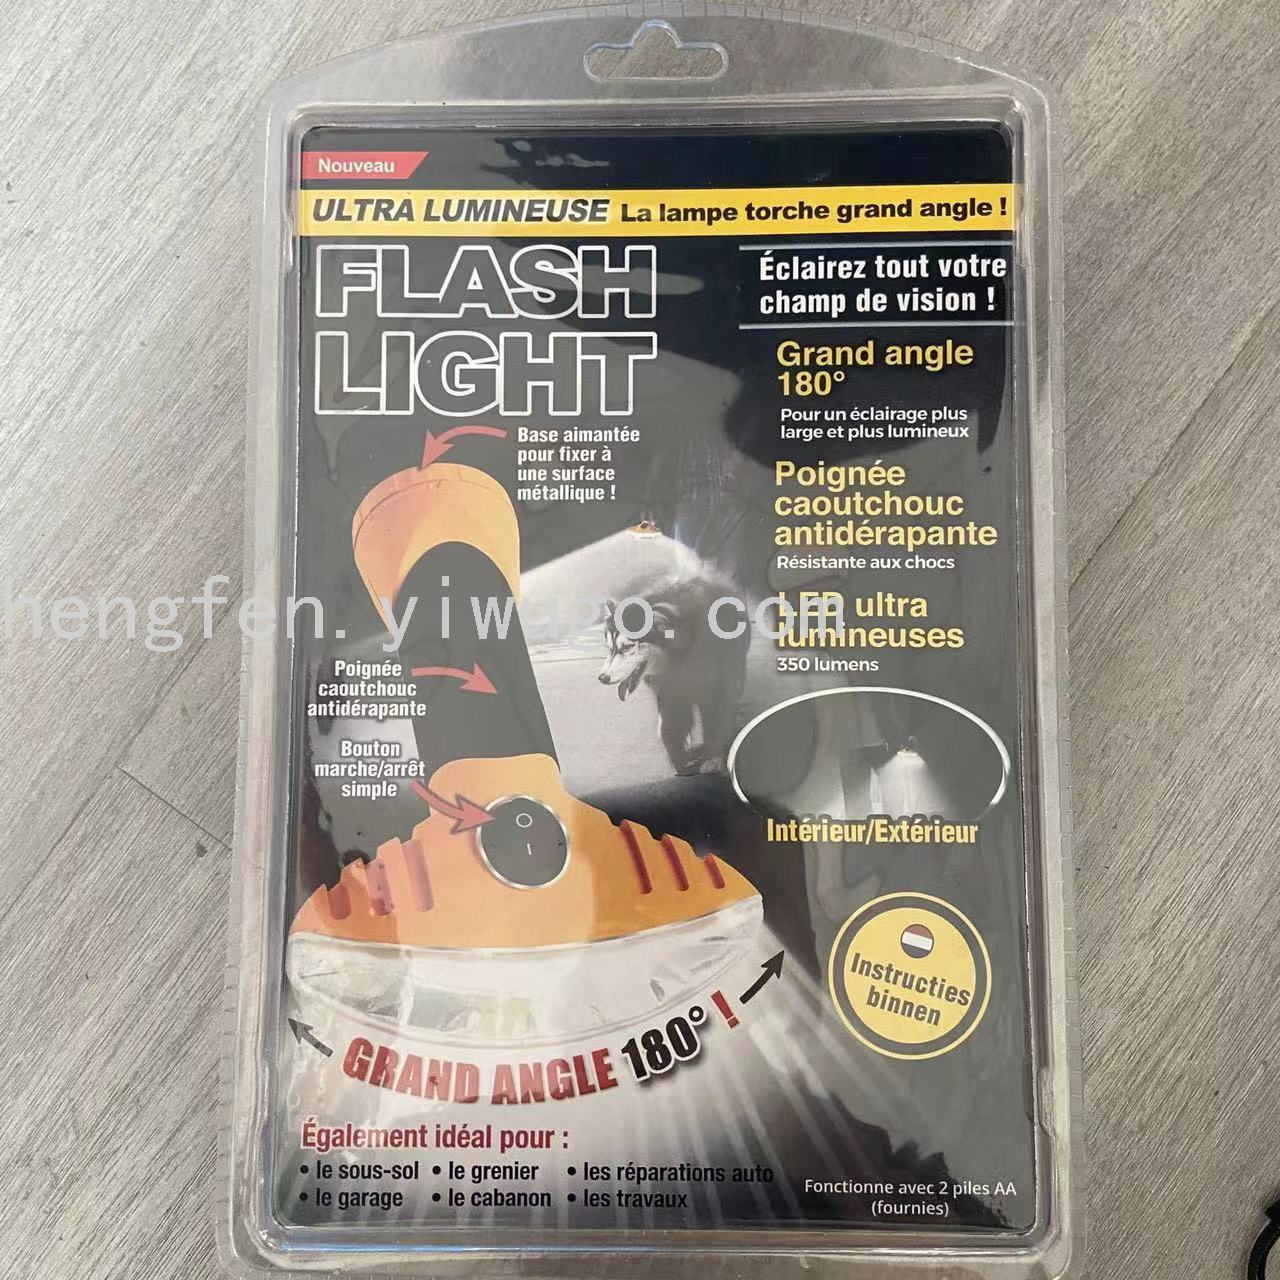 Nouveau
ULTRA LUMINEUSE La lampe torche grand angle !
FLASH
LIGHT
Éclairez tout votre
champ de vision !
Grand angle
180°
Pour un éclairage plus
large et plus lumineux
Base aimantée
pour fixer à
une surface
métallique !
Poignée
caoutchouc
antidérapante
Résistante aux chocs
hengfen.yiwugo.com
LED ultra
lumineuses
350 lumens
Poignée
caoutchouc
antidérapante
Bouton
marche/arrêt
simple
O
I
Intérieur/Extérieur
Instructies
binnen
GRAND ANGLE 180° !
Également idéal pour :
• le sous-sol • le grenier • les réparations auto
• le garage • le cabanon • les travaux
Fonctionne avec 2 piles AA
(fournies)